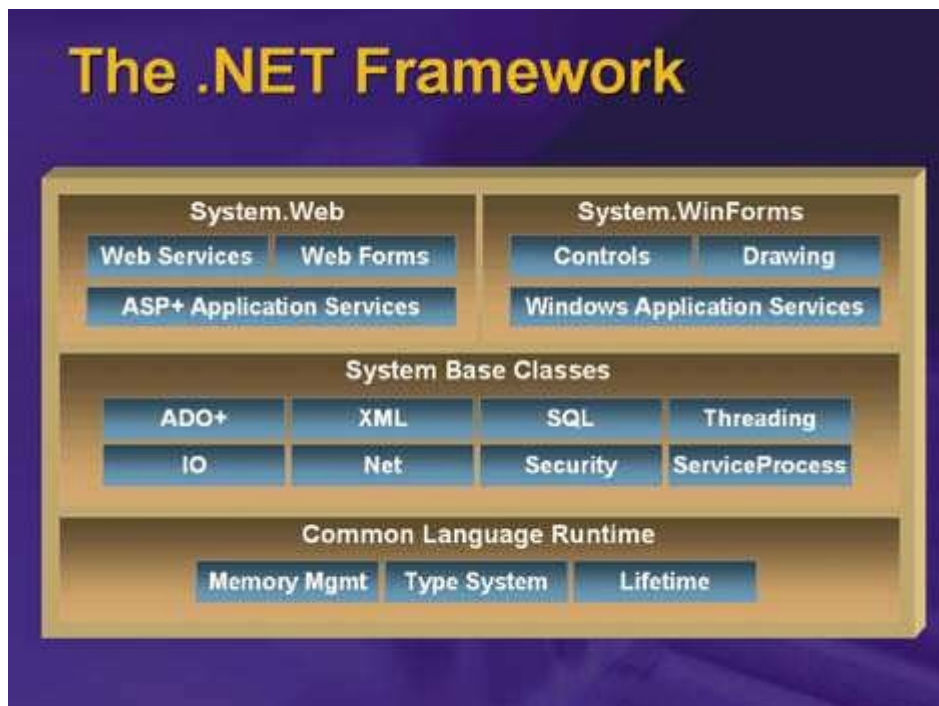 The .NET Framework
System.Web
Web Services
Web Forms
ASP+ Application Services
System.WinForms
Controls
Drawing
Windows Application Services
System Base Classes
ADO+
XML
SQL
Threading
IO
Net
Security
ServiceProcess
Common Language Runtime
Memory Mgmt
Type System
Lifetime